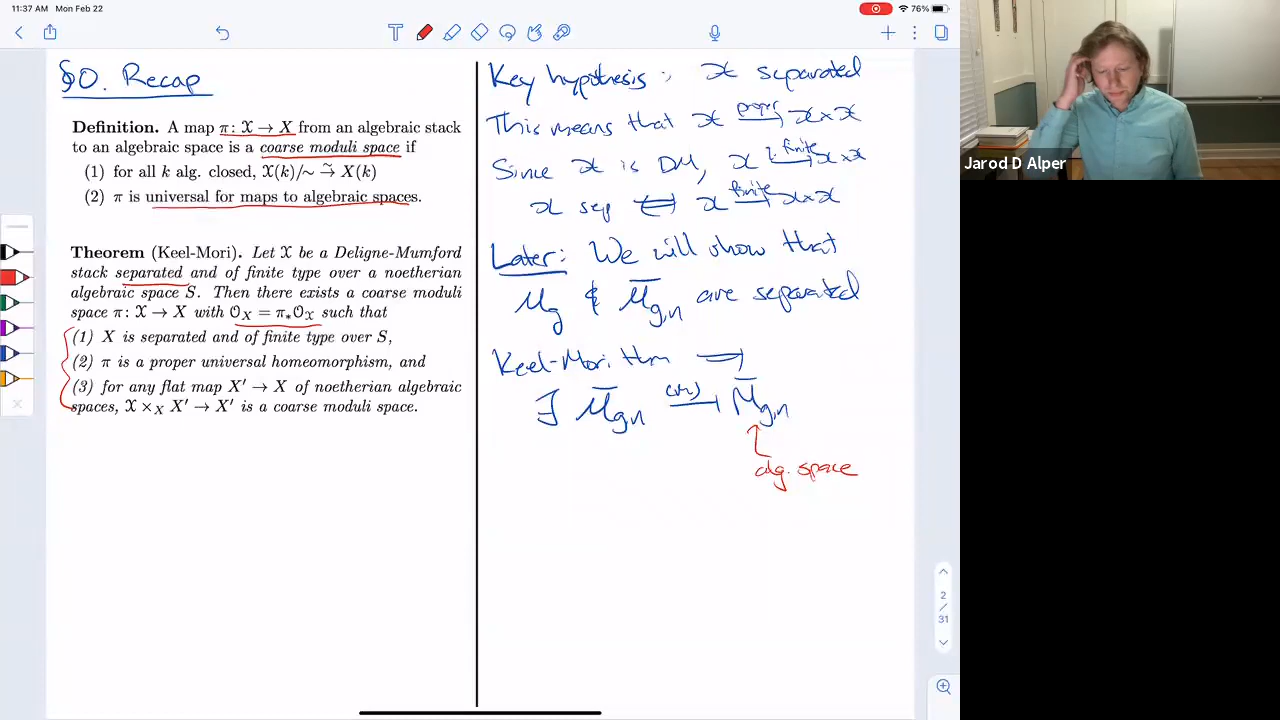 11:37 AM Mon Feb 22
76%
§0. Recap
Definition. A map π: 𝒳 → X from an algebraic stack
to an algebraic space is a coarse moduli space if
(1) for all k alg. closed, 𝒳(k)/∼ →̃ X(k)
(2) π is universal for maps to algebraic spaces.
Theorem (Keel-Mori). Let 𝒳 be a Deligne-Mumford
stack separated and of finite type over a noetherian
algebraic space S. Then there exists a coarse moduli
space π: 𝒳 → X with 𝒪_X = π_*𝒪_𝒳 such that
(1) X is separated and of finite type over S,
(2) π is a proper universal homeomorphism, and
(3) for any flat map X′ → X of noetherian algebraic
spaces, 𝒳 ×_X X′ → X′ is a coarse moduli space.
Key hypothesis: 𝒳 separated
This means that 𝒳 proper → 𝒳×𝒳
Since 𝒳 is DM, 𝒳 q.finite → 𝒳×𝒳
𝒳 sep ⟺ 𝒳 finite → 𝒳×𝒳
Later: We will show that
ℳ_g & ℳ̄_g,n are separated
Keel-Mori thm ⟹
∃ ℳ̄_g,n → M̄_g,n
alg. space
2
/
31
Jarod D Alper